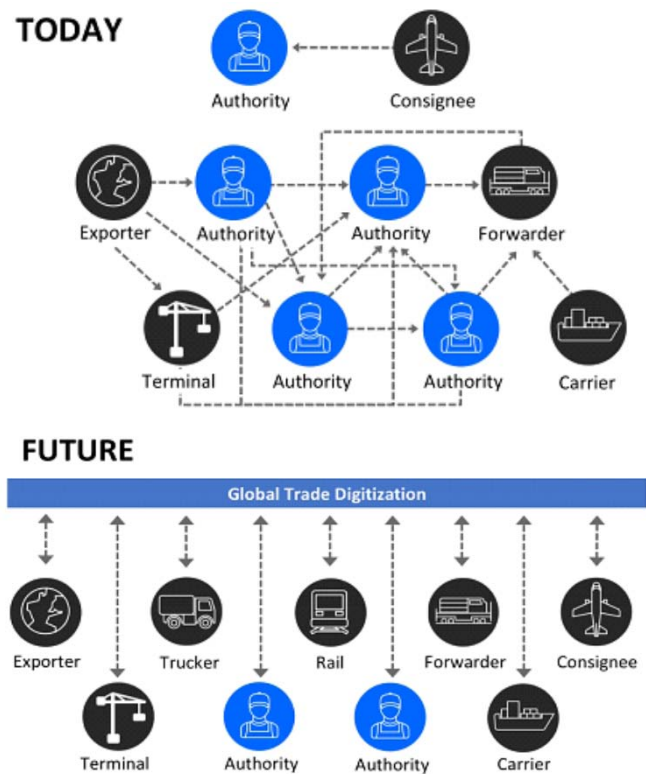 TODAY
Authority Consignee
Exporter Authority Authority Forwarder
Terminal Authority Authority Carrier
FUTURE
Global Trade Digitization
Exporter Trucker Rail Forwarder Consignee
Terminal Authority Authority Carrier